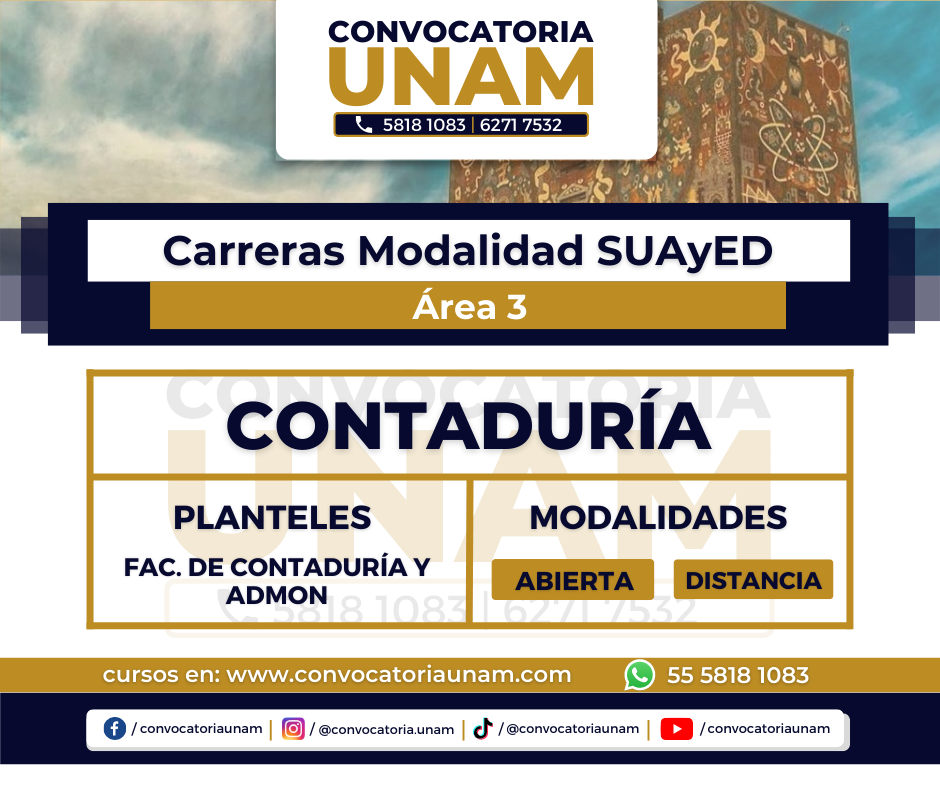 CONVOCATORIA
UNAM
5818 1083 | 6271 7532
Carreras Modalidad SUAyED
Área 3
CONVOCATORIA
UNAM
5818 1083 | 6271 7532
CONTADURÍA
PLANTELES
FAC. DE CONTADURÍA Y
ADMON
MODALIDADES
ABIERTA
DISTANCIA
cursos en: www.convocatoriaunam.com
55 5818 1083
/ convocatoriaunam | / @convocatoria.unam | / @convocatoriaunam | / convocatoriaunam